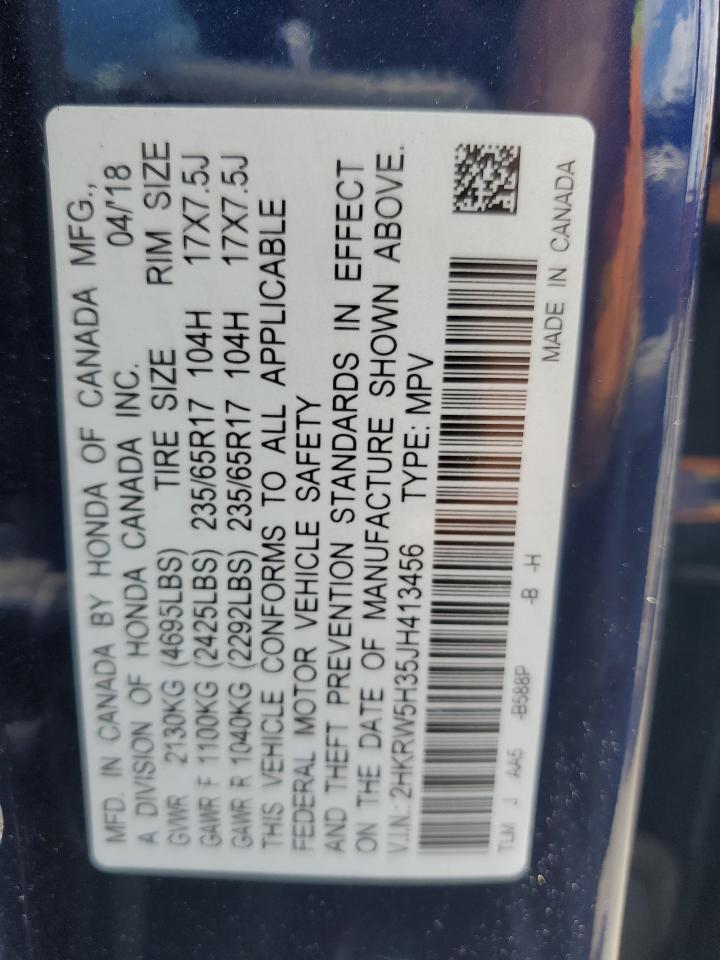 MFD. IN CANADA BY HONDA OF CANADA MFG.,
A DIVISION OF HONDA CANADA INC. 04/'18
GVWR 2130KG (4695LBS) TIRE SIZE RIM SIZE
GAWR F 1100KG (2425LBS) 235/65R17 104H 17X7.5J
GAWR R 1040KG (2292LBS) 235/65R17 104H 17X7.5J
THIS VEHICLE CONFORMS TO ALL APPLICABLE
FEDERAL MOTOR VEHICLE SAFETY
AND THEFT PREVENTION STANDARDS IN EFFECT
ON THE DATE OF MANUFACTURE SHOWN ABOVE.
V.I.N.: 2HKRW5H35JH413456 TYPE: MPV
TLM J AA5 -B588P -B -H
MADE IN CANADA